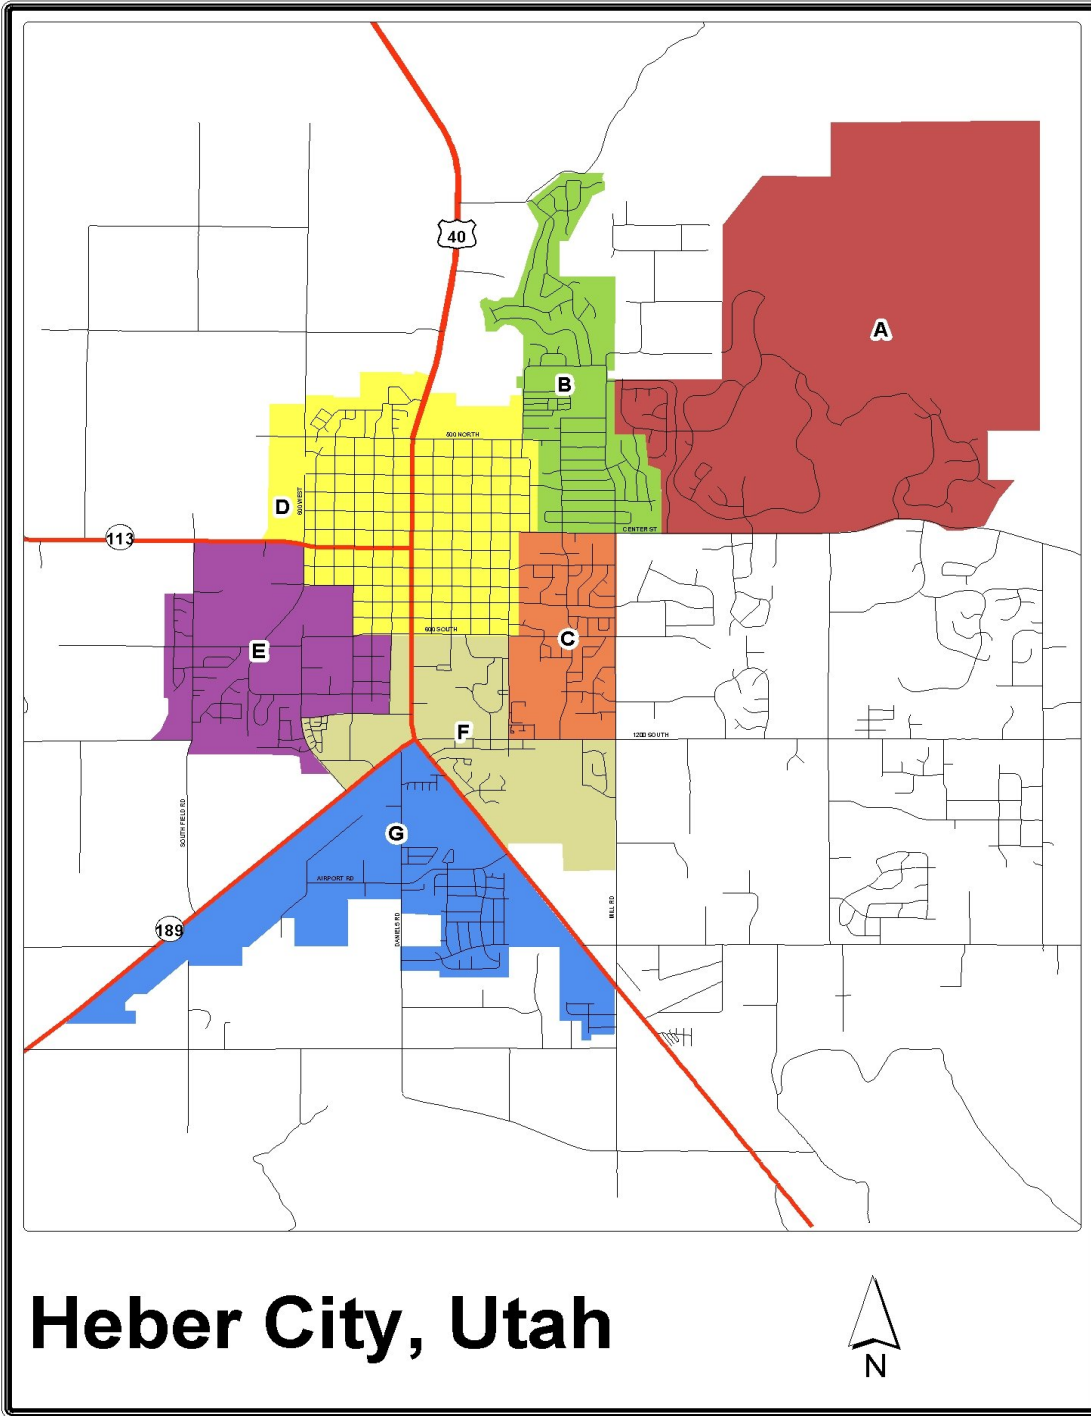 40
A
B
500 NORTH
D
600 WEST
CENTER ST
113
600 SOUTH
C
E
F
1200 SOUTH
SOUTH FIELD RD
G
AIRPORT RD
MILL RD
DANIELS RD
189
Heber City, Utah
N